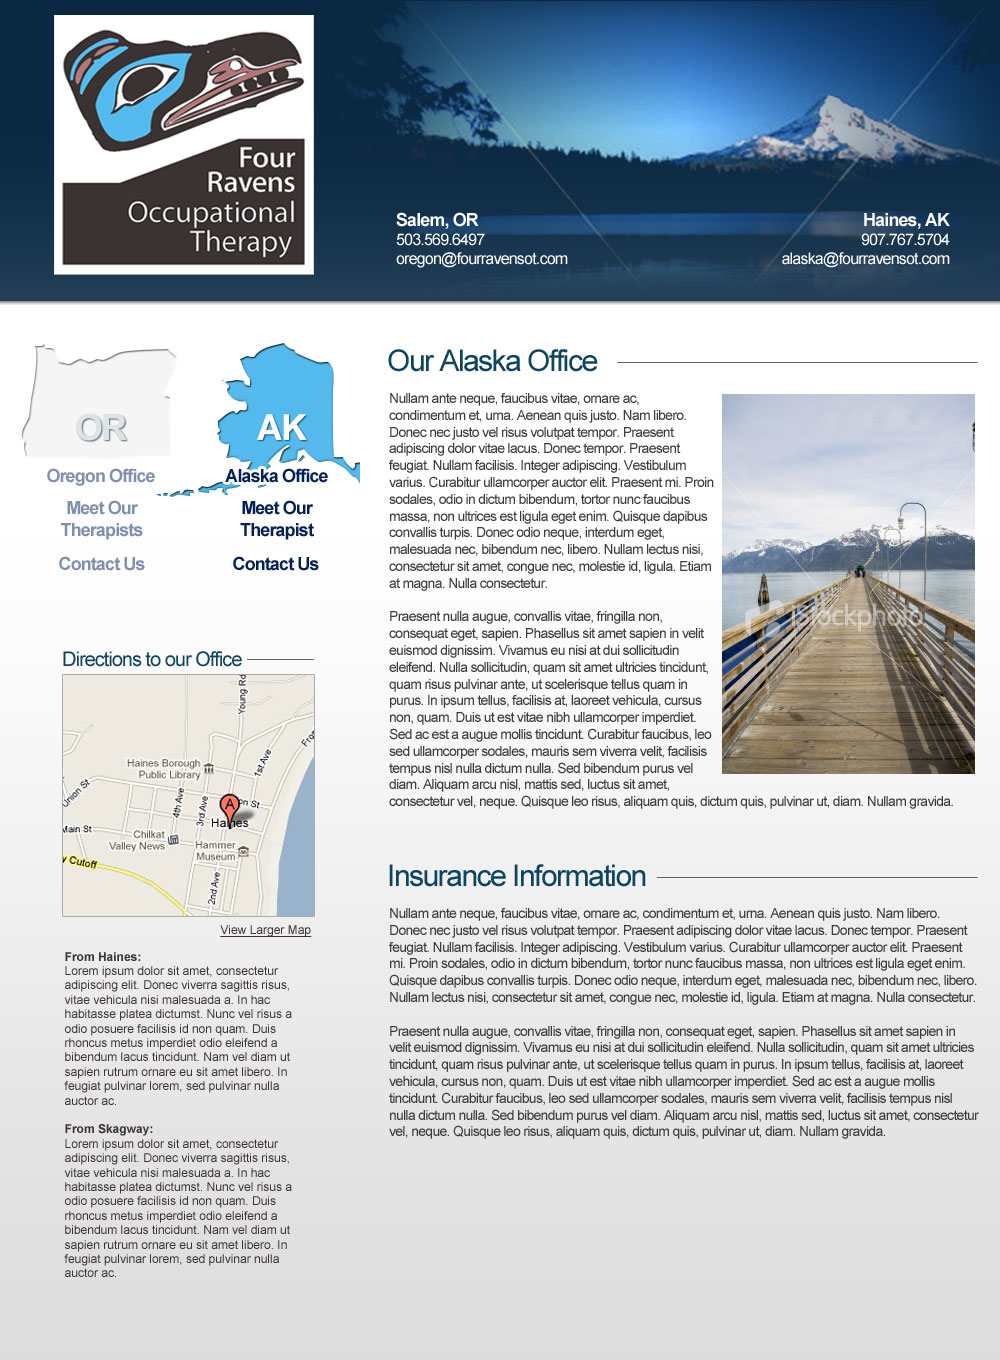 Four
Ravens
Occupational
Therapy
Salem, OR
503.569.6497
oregon@fourravensot.com
Haines, AK
907.767.5704
alaska@fourravensot.com
OR
Oregon Office
Meet Our
Therapists
Contact Us
AK
Alaska Office
Meet Our
Therapist
Contact Us
Directions to our Office
Young Rd
Haines Borough
Public Library
1st Ave
Fro
Union St
4th Ave
3rd Ave
A
on St
Haines
Main St
Chilkat
Valley News
Hammer
Museum
y Cutoff
2nd Ave
View Larger Map
From Haines:
Lorem ipsum dolor sit amet, consectetur
adipiscing elit. Donec viverra sagittis risus,
vitae vehicula nisi malesuada a. In hac
habitasse platea dictumst. Nunc vel risus a
odio posuere facilisis id non quam. Duis
rhoncus metus imperdiet odio eleifend a
bibendum lacus tincidunt. Nam vel diam ut
sapien rutrum ornare eu sit amet libero. In
feugiat pulvinar lorem, sed pulvinar nulla
auctor ac.
From Skagway:
Lorem ipsum dolor sit amet, consectetur
adipiscing elit. Donec viverra sagittis risus,
vitae vehicula nisi malesuada a. In hac
habitasse platea dictumst. Nunc vel risus a
odio posuere facilisis id non quam. Duis
rhoncus metus imperdiet odio eleifend a
bibendum lacus tincidunt. Nam vel diam ut
sapien rutrum ornare eu sit amet libero. In
feugiat pulvinar lorem, sed pulvinar nulla
auctor ac.
Our Alaska Office
Nullam ante neque, faucibus vitae, ornare ac,
condimentum et, urna. Aenean quis justo. Nam libero.
Donec nec justo vel risus volutpat tempor. Praesent
adipiscing dolor vitae lacus. Donec tempor. Praesent
feugiat. Nullam facilisis. Integer adipiscing. Vestibulum
varius. Curabitur ullamcorper auctor elit. Praesent mi. Proin
sodales, odio in dictum bibendum, tortor nunc faucibus
massa, non ultrices est ligula eget enim. Quisque dapibus
convallis turpis. Donec odio neque, interdum eget,
malesuada nec, bibendum nec, libero. Nullam lectus nisi,
consectetur sit amet, congue nec, molestie id, ligula. Etiam
at magna. Nulla consectetur.
Praesent nulla augue, convallis vitae, fringilla non,
consequat eget, sapien. Phasellus sit amet sapien in velit
euismod dignissim. Vivamus eu nisi at dui sollicitudin
eleifend. Nulla sollicitudin, quam sit amet ultricies tincidunt,
quam risus pulvinar ante, ut scelerisque tellus quam in
purus. In ipsum tellus, facilisis at, laoreet vehicula, cursus
non, quam. Duis ut est vitae nibh ullamcorper imperdiet.
Sed ac est a augue mollis tincidunt. Curabitur faucibus, leo
sed ullamcorper sodales, mauris sem viverra velit, facilisis
tempus nisl nulla dictum nulla. Sed bibendum purus vel
diam. Aliquam arcu nisl, mattis sed, luctus sit amet,
consectetur vel, neque. Quisque leo risus, aliquam quis, dictum quis, pulvinar ut, diam. Nullam gravida.
iStockphoto
Insurance Information
Nullam ante neque, faucibus vitae, ornare ac, condimentum et, urna. Aenean quis justo. Nam libero.
Donec nec justo vel risus volutpat tempor. Praesent adipiscing dolor vitae lacus. Donec tempor. Praesent
feugiat. Nullam facilisis. Integer adipiscing. Vestibulum varius. Curabitur ullamcorper auctor elit. Praesent
mi. Proin sodales, odio in dictum bibendum, tortor nunc faucibus massa, non ultrices est ligula eget enim.
Quisque dapibus convallis turpis. Donec odio neque, interdum eget, malesuada nec, bibendum nec, libero.
Nullam lectus nisi, consectetur sit amet, congue nec, molestie id, ligula. Etiam at magna. Nulla consectetur.
Praesent nulla augue, convallis vitae, fringilla non, consequat eget, sapien. Phasellus sit amet sapien in
velit euismod dignissim. Vivamus eu nisi at dui sollicitudin eleifend. Nulla sollicitudin, quam sit amet ultricies
tincidunt, quam risus pulvinar ante, ut scelerisque tellus quam in purus. In ipsum tellus, facilisis at, laoreet
vehicula, cursus non, quam. Duis ut est vitae nibh ullamcorper imperdiet. Sed ac est a augue mollis
tincidunt. Curabitur faucibus, leo sed ullamcorper sodales, mauris sem viverra velit, facilisis tempus nisl
nulla dictum nulla. Sed bibendum purus vel diam. Aliquam arcu nisl, mattis sed, luctus sit amet, consectetur
vel, neque. Quisque leo risus, aliquam quis, dictum quis, pulvinar ut, diam. Nullam gravida.